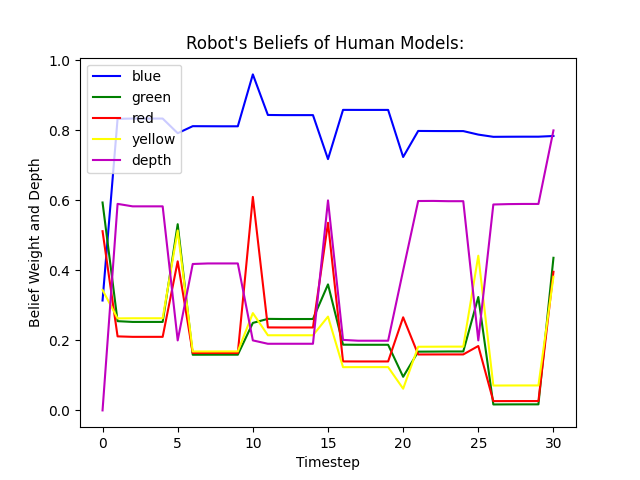 Robot's Beliefs of Human Models:
blue
green
red
yellow
depth
Belief Weight and Depth
1.0
0.8
0.6
0.4
0.2
0.0
0 5 10 15 20 25 30
Timestep